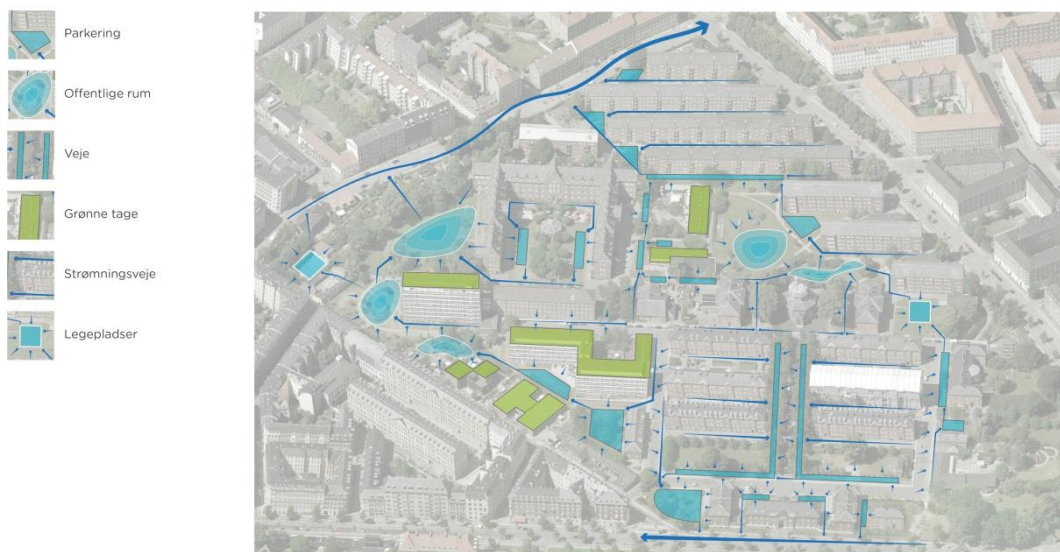 Parkering
Offentlige rum
Veje
Grønne tage
Strømningsveje
Legepladser